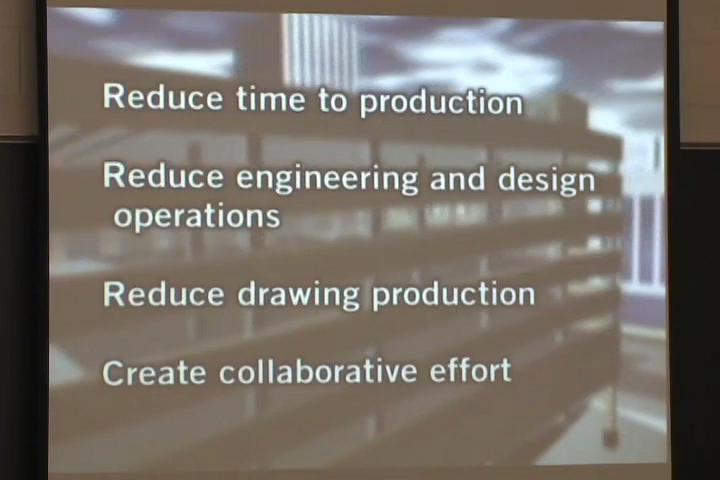 Reduce time to production
Reduce engineering and design
operations
Reduce drawing production
Create collaborative effort